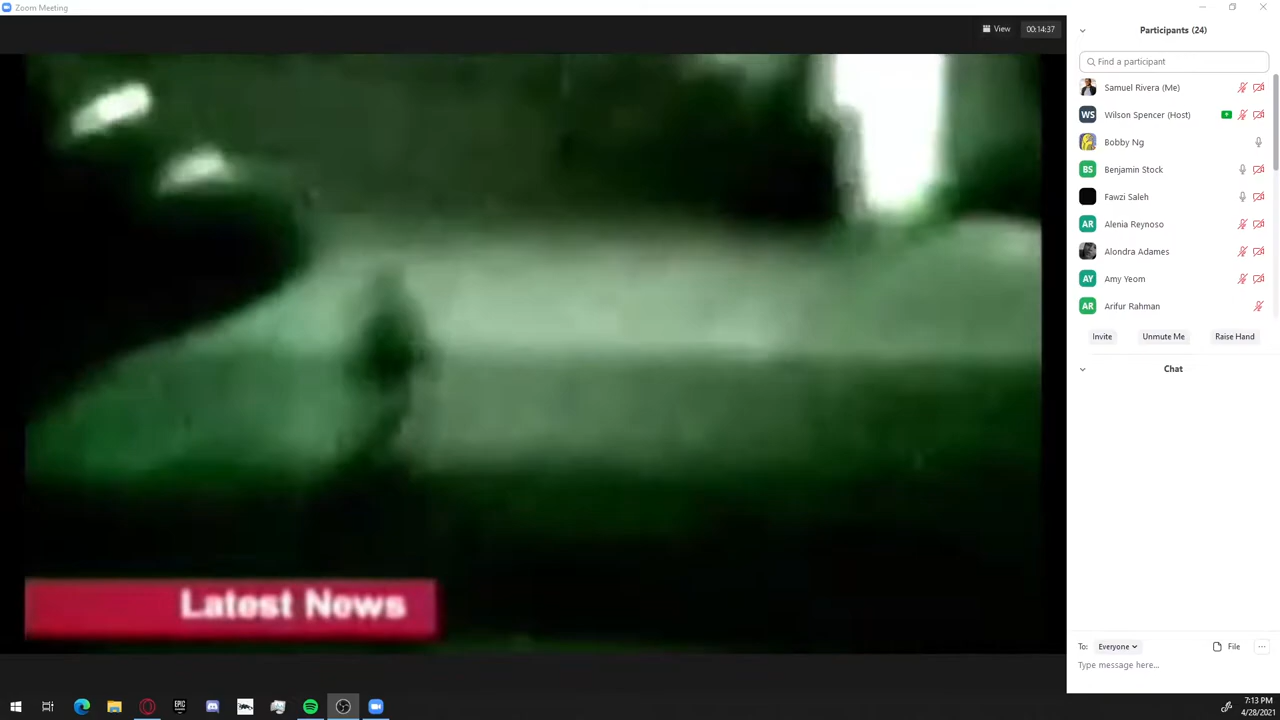 Zoom Meeting
View
00:14:37
Latest News
Participants (24)
Find a participant
Samuel Rivera (Me)
WS
Wilson Spencer (Host)
Bobby Ng
BS
Benjamin Stock
Fawzi Saleh
AR
Alenia Reynoso
Alondra Adames
AY
Amy Yeom
AR
Arifur Rahman
Invite
Unmute Me
Raise Hand
Chat
To:
Everyone
File
Type message here...
EPIC
7:13 PM
4/28/2021